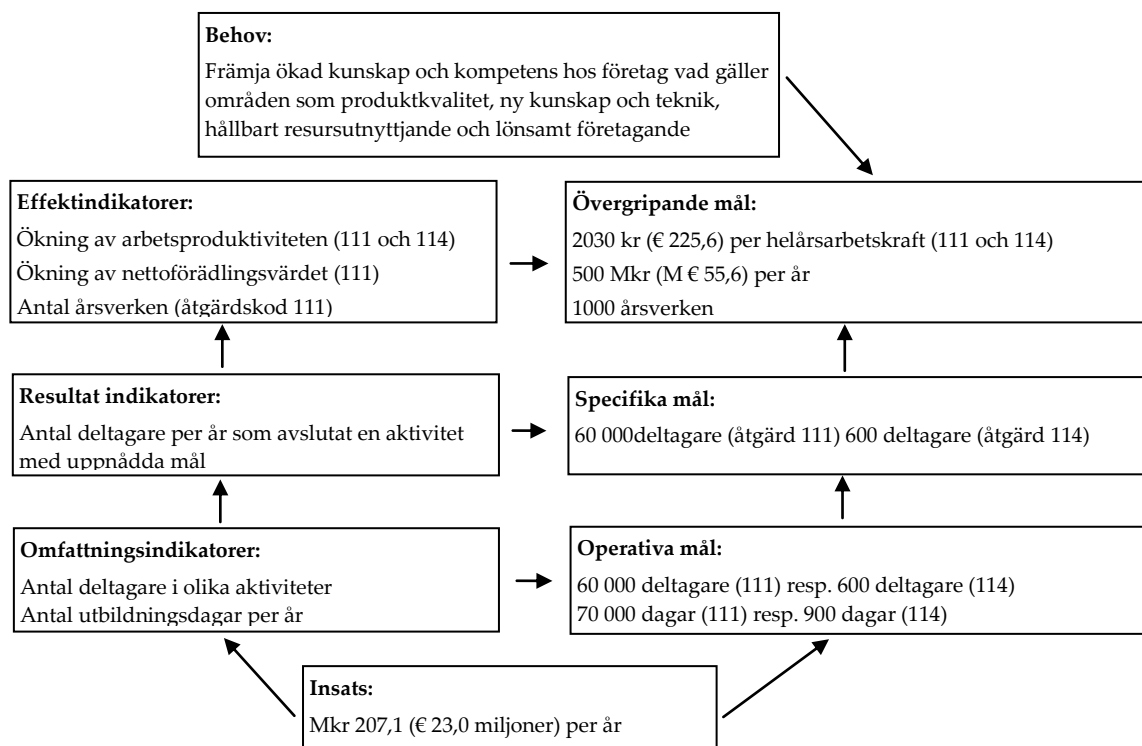 Behov:
Främja ökad kunskap och kompetens hos företag vad gäller
områden som produktkvalitet, ny kunskap och teknik,
hållbart resursutnyttjande och lönsamt företagande
Effektindikatorer:
Ökning av arbetsproduktiviteten (111 och 114)
Ökning av nettoförädlingsvärdet (111)
Antal årsverken (åtgärdskod 111)
Övergripande mål:
2030 kr (€ 225,6) per helårsarbetskraft (111 och 114)
500 Mkr (M € 55,6) per år
1000 årsverken
Resultat indikatorer:
Antal deltagare per år som avslutat en aktivitet
med uppnådda mål
Specifika mål:
60 000deltagare (åtgärd 111) 600 deltagare (åtgärd 114)
Omfattningsindikatorer:
Antal deltagare i olika aktiviteter
Antal utbildningsdagar per år
Operativa mål:
60 000 deltagare (111) resp. 600 deltagare (114)
70 000 dagar (111) resp. 900 dagar (114)
Insats:
Mkr 207,1 (€ 23,0 miljoner) per år